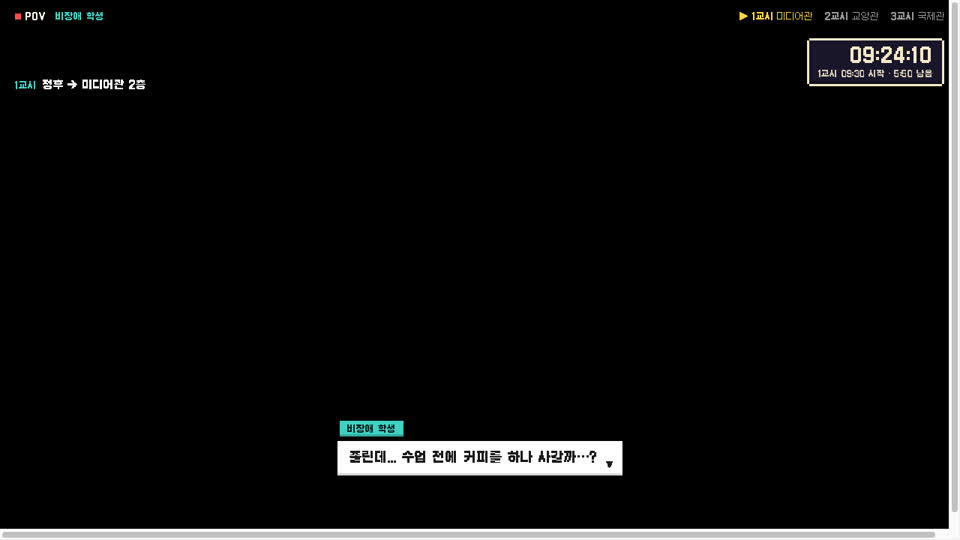 POV 비장애 학생
▶ 1교시 미디어관 2교시 교양관 3교시 국제관
09:24:10
1교시 09:30 시작 · 5:50 남음
1교시 정후 → 미디어관 2층
비장애 학생
졸린데... 수업 전에 커피를 하나 사갈까…?